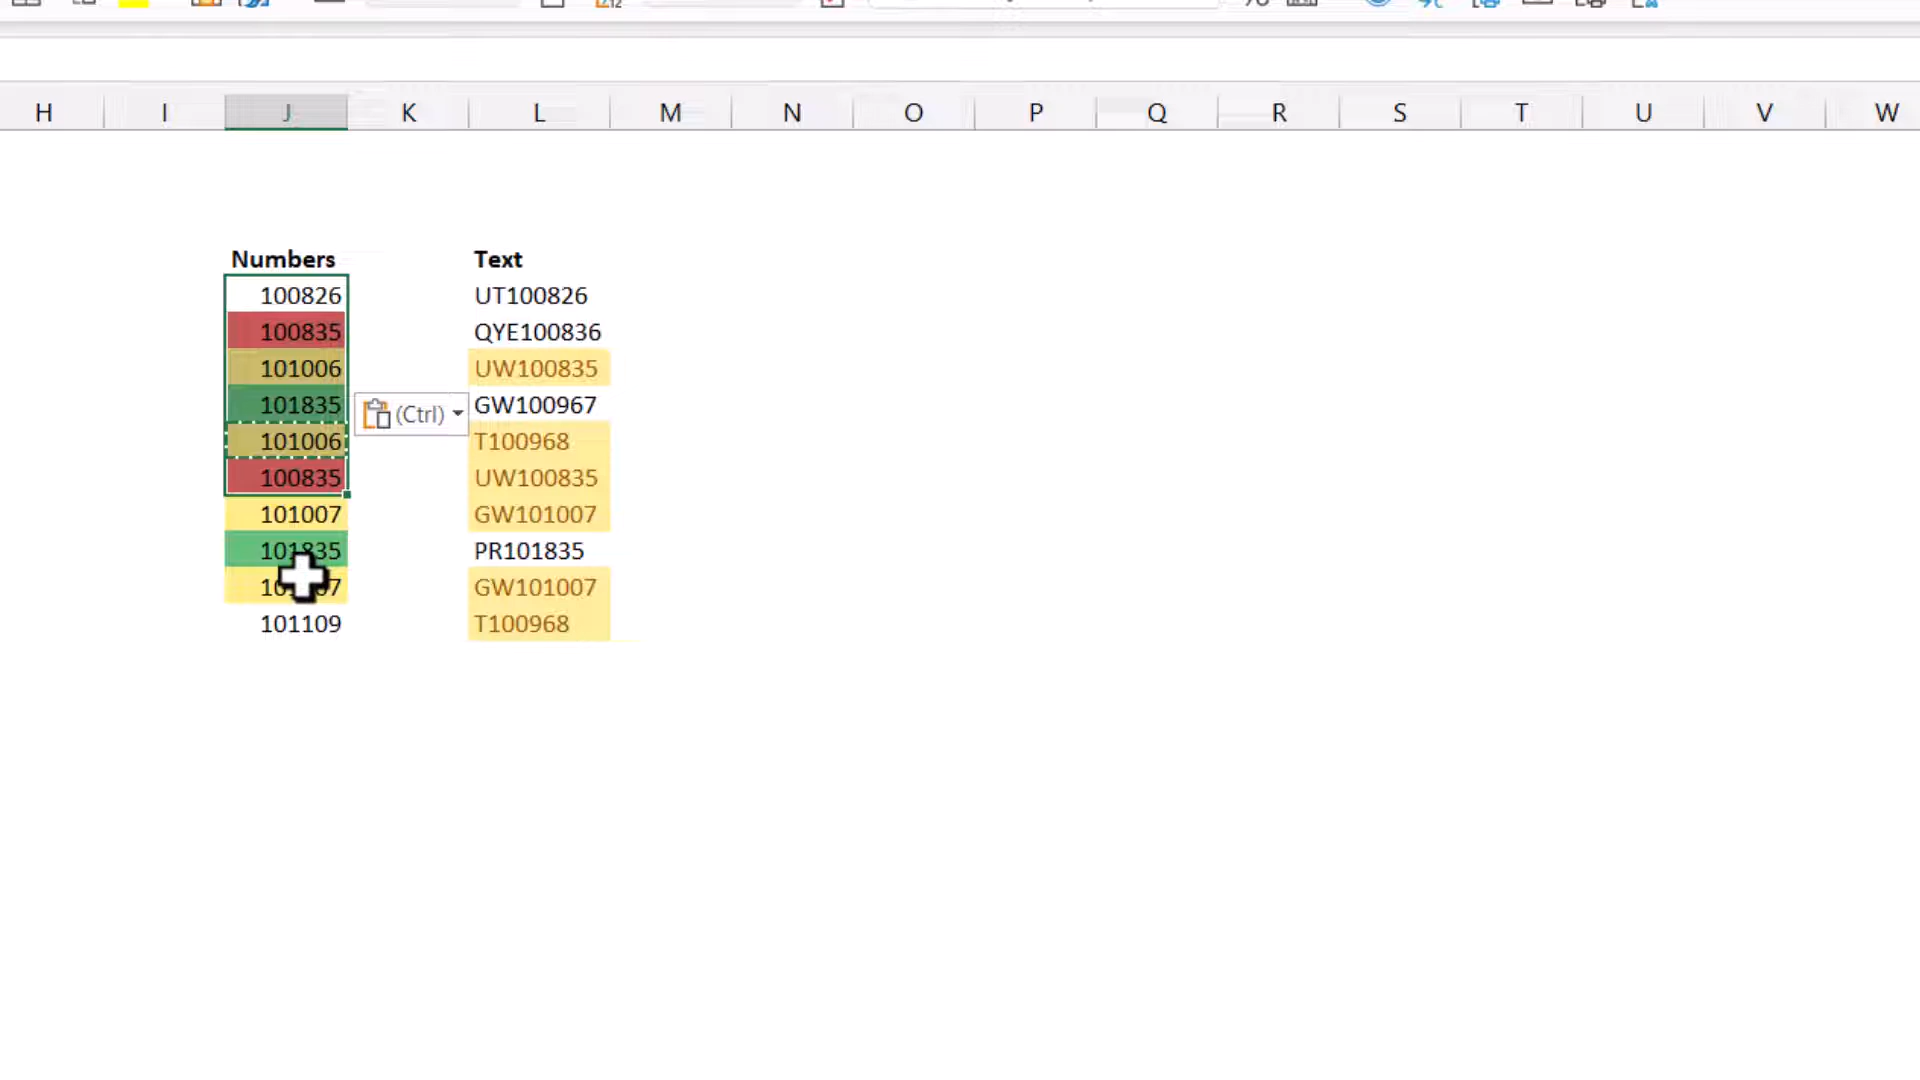 H I J K L M N O P Q R S T U V W
Numbers Text
100826 UT100826
100835 QYE100836
101006 UW100835
101835 (Ctrl) GW100967
101006 T100968
100835 UW100835
101007 GW101007
101835 PR101835
GW101007
101109 T100968